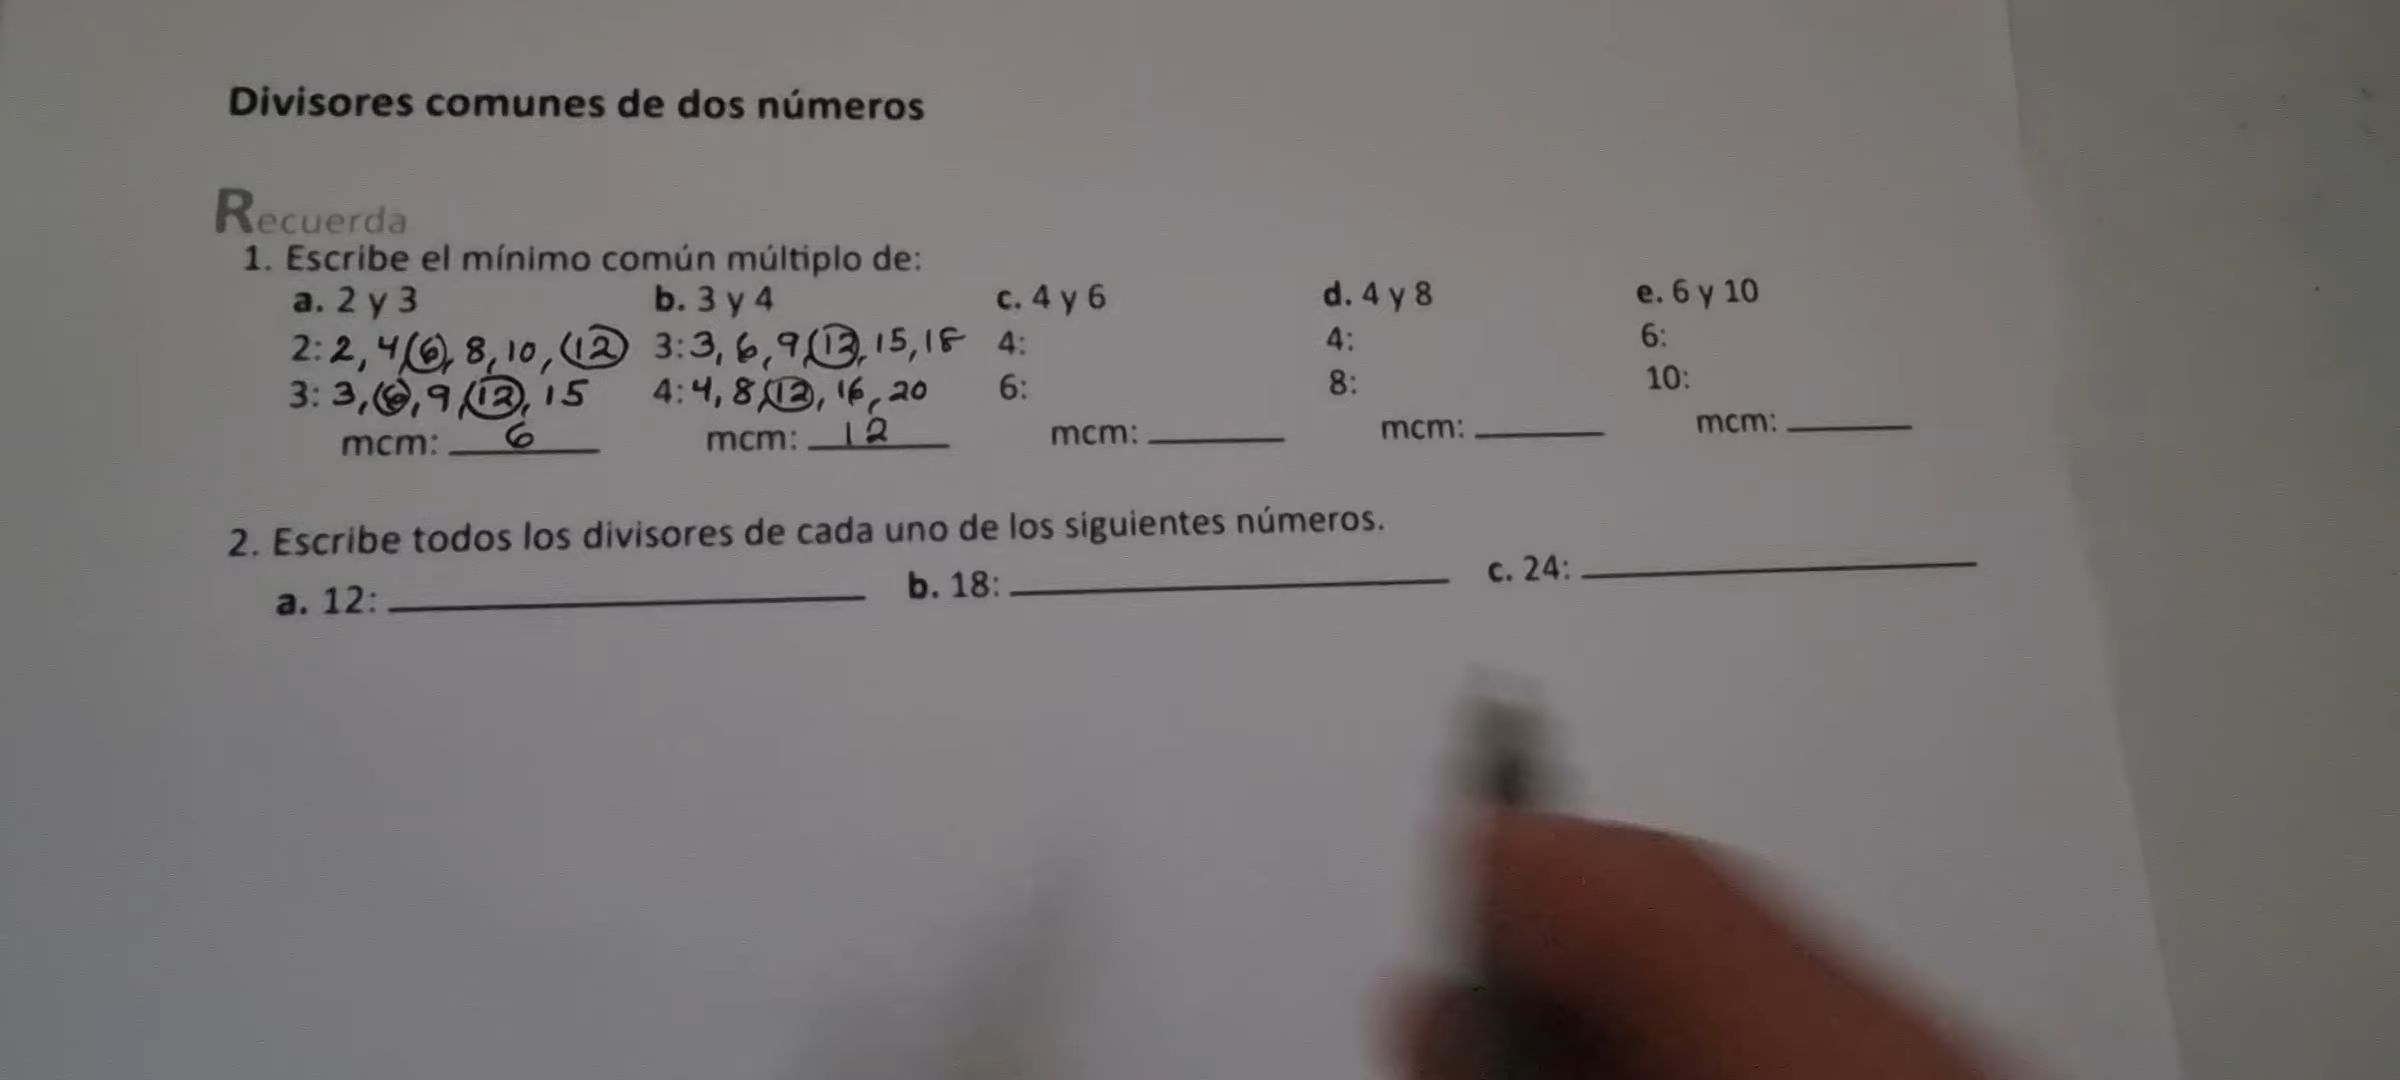 Divisores comunes de dos números
Recuerda
1. Escribe el mínimo común múltiplo de:
a. 2 y 3 b. 3 y 4 c. 4 y 6 d. 4 y 8 e. 6 y 10
2: 2, 4, 6, 8, 10, 12 3: 3, 6, 9, 12, 15, 18 4: 4: 6:
3: 3, 6, 9, 12, 15 4: 4, 8, 12, 16, 20 6: 8: 10:
mcm: 6 mcm: 12 mcm: mcm: mcm:
2. Escribe todos los divisores de cada uno de los siguientes números.
a. 12: b. 18: c. 24: